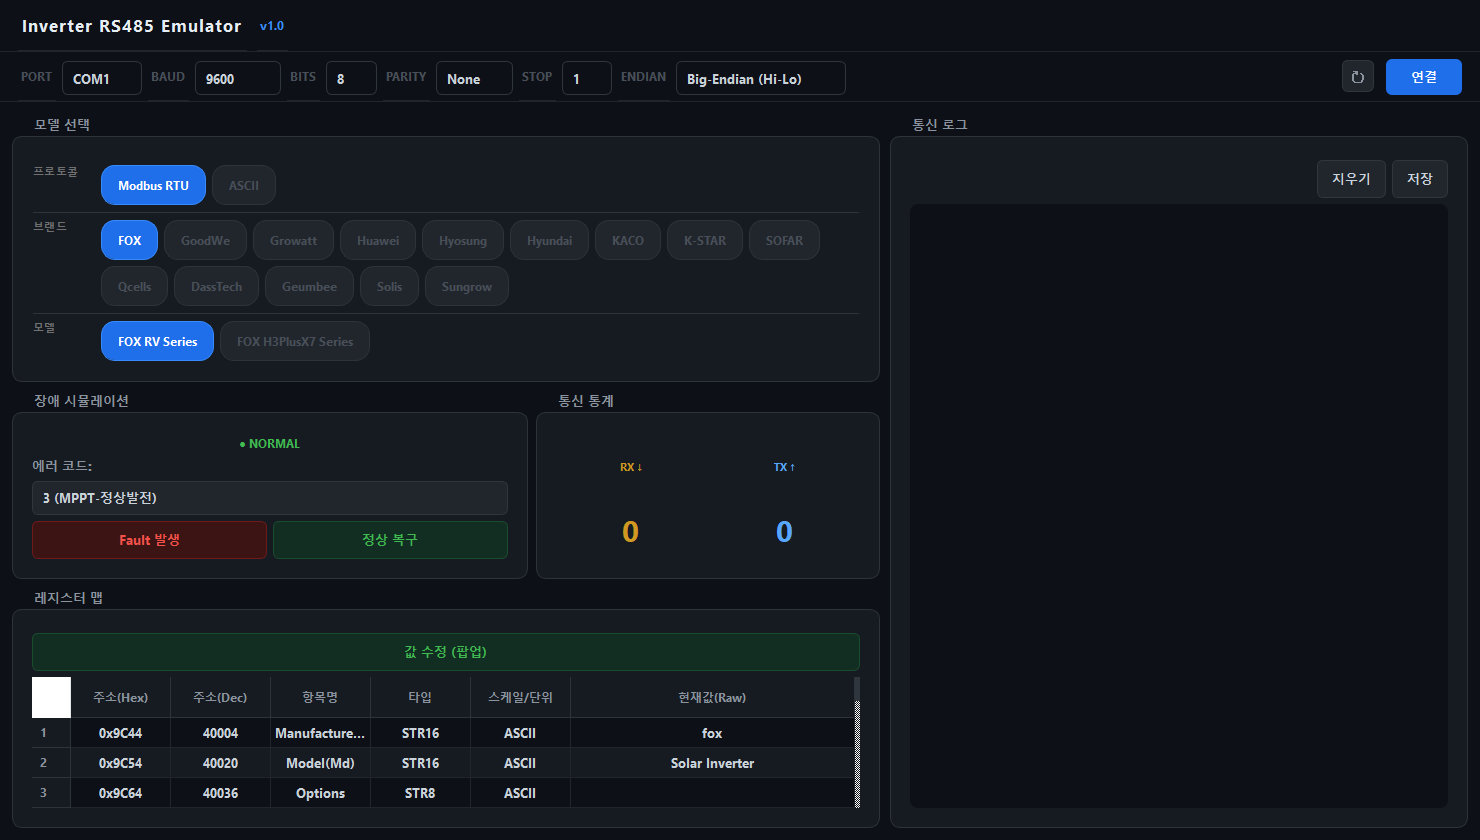 Inverter RS485 Emulator v1.0
PORT COM1 BAUD 9600 BITS 8 PARITY None STOP 1 ENDIAN Big-Endian (Hi-Lo) 연결
모델 선택
프로토콜 Modbus RTU ASCII
브랜드 FOX GoodWe Growatt Huawei Hyosung Hyundai KACO K-STAR SOFAR
Qcells DassTech Geumbee Solis Sungrow
모델 FOX RV Series FOX H3PlusX7 Series
장애 시뮬레이션
● NORMAL
에러 코드:
3 (MPPT-정상발전)
Fault 발생 정상 복구
통신 통계
RX ↓ TX ↑
0 0
레지스터 맵
값 수정 (팝업)
주소(Hex) 주소(Dec) 항목명 타입 스케일/단위 현재값(Raw)
1 0x9C44 40004 Manufacture... STR16 ASCII fox
2 0x9C54 40020 Model(Md) STR16 ASCII Solar Inverter
3 0x9C64 40036 Options STR8 ASCII
통신 로그
지우기 저장